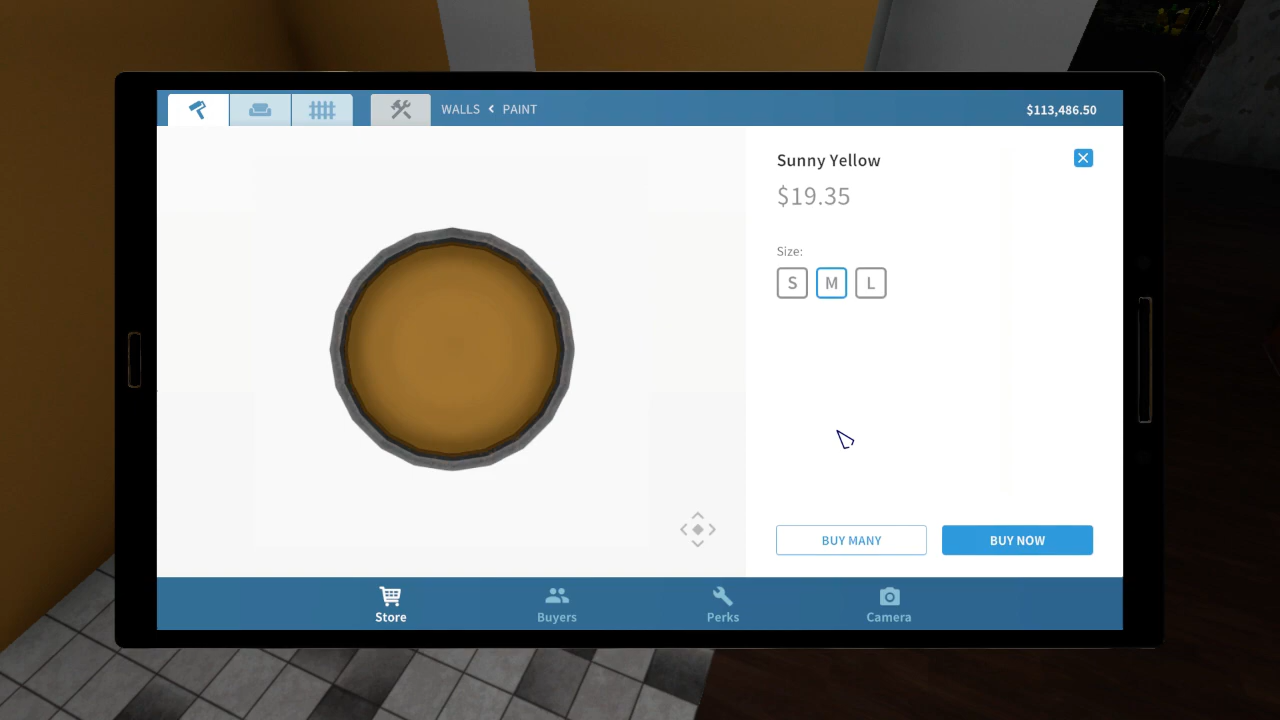 WALLS < PAINT
$113,486.50
Sunny Yellow
$19.35
Size:
S M L
BUY MANY
BUY NOW
Store
Buyers
Perks
Camera